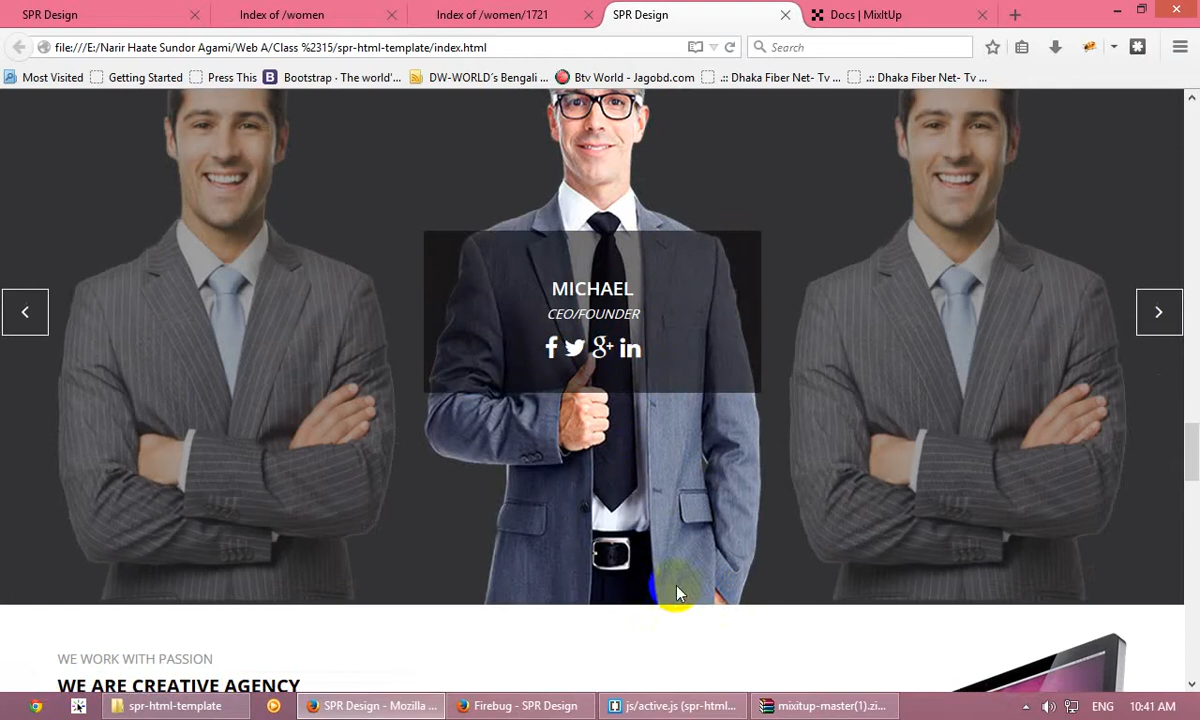 SPR Design
Index of /women
Index of /women/1721
SPR Design
Docs | MixItUp
file:///E:/Narir Haate Sundor Agami/Web A/Class %2315/spr-html-template/index.html
Search
Most Visited
Getting Started
Press This
B
Bootstrap · The world'...
DW-WORLD´s Bengali ...
Btv World - Jagobd.com
.:: Dhaka Fiber Net- Tv ...
.:: Dhaka Fiber Net- Tv ...
MICHAEL
CEO/FOUNDER
WE WORK WITH PASSION
WE ARE CREATIVE AGENCY
spr-html-template
SPR Design - Mozilla ...
Firebug - SPR Design
js/active.js (spr-html...
mixitup-master(1).zi...
ENG
10:41 AM